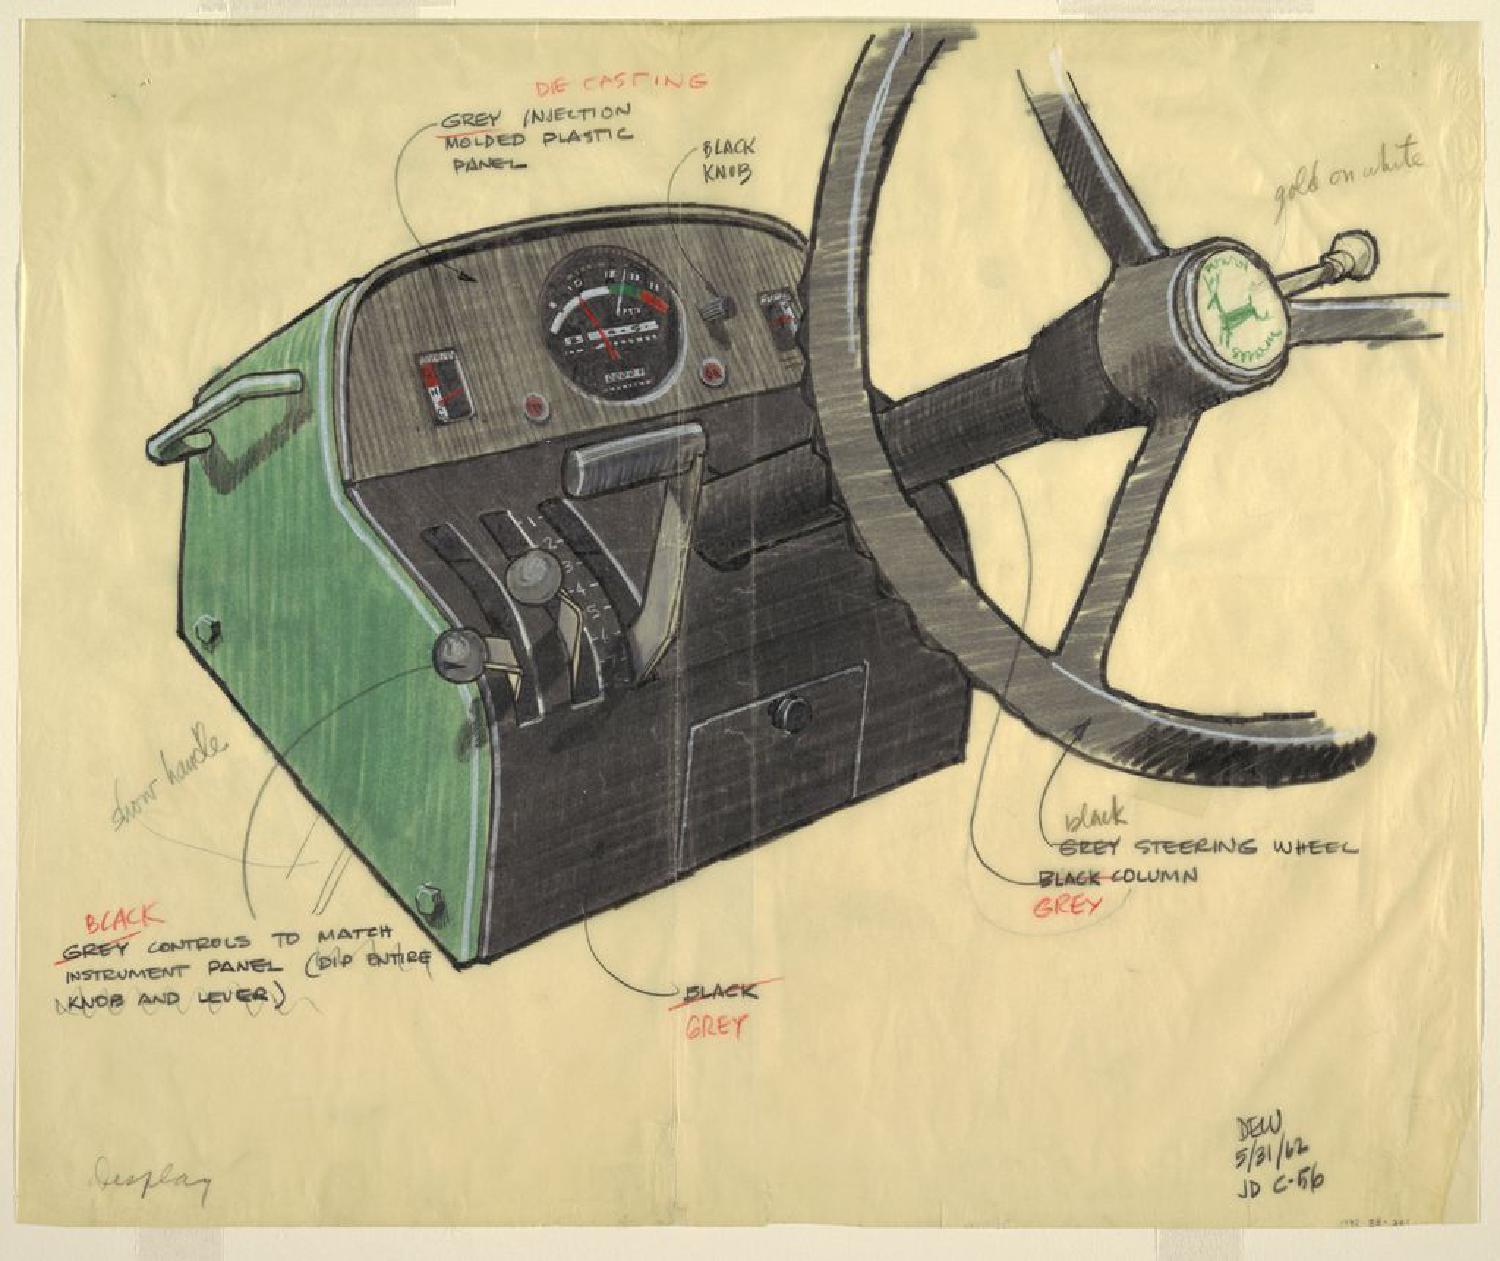 DIE CASTING
GREY INJECTION
MOLDED PLASTIC
PANEL
BLACK
KNOB
gold on white
1
2
3
4
5
show handle
BLACK
GREY CONTROLS TO MATCH
INSTRUMENT PANEL (DIP ENTIRE
KNOB AND LEVER)
black
GREY STEERING WHEEL
BLACK COLUMN
GREY
BLACK
GREY
Display
DEW
5/31/62
JD C-56